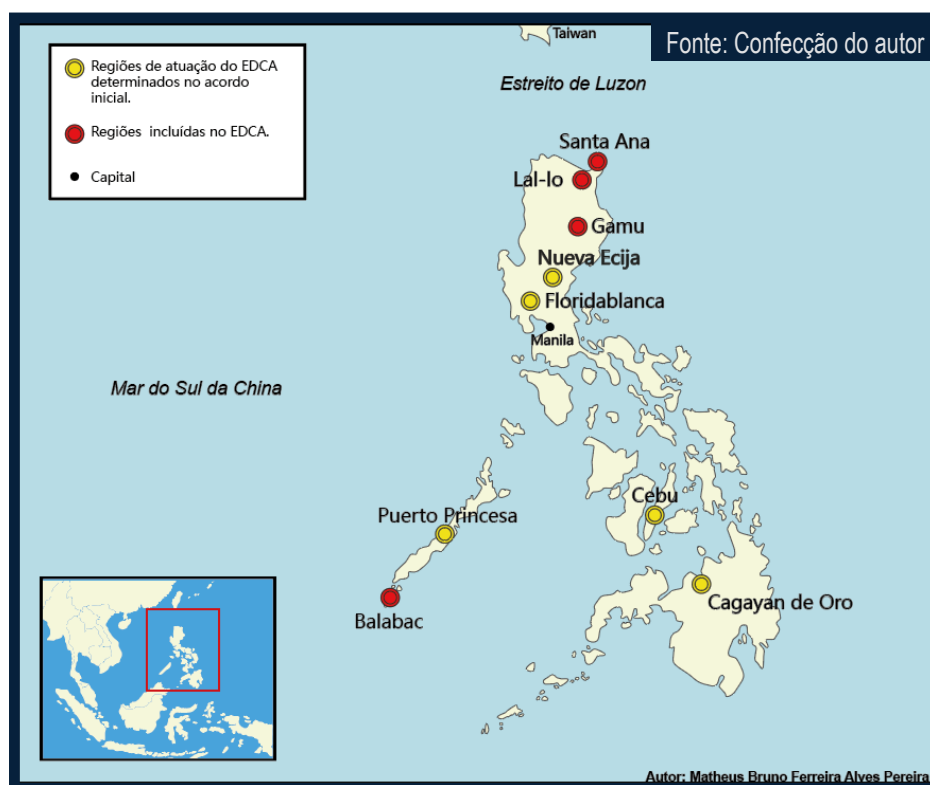 Taiwan
Fonte: Confecção do autor
Regiões de atuação do EDCA
determinados no acordo
inicial.
Regiões incluídas no EDCA.
Capital
Estreito de Luzon
Santa Ana
Lal-lo
Gamu
Nueva Ecija
Floridablanca
Manila
Mar do Sul da China
Cebu
Puerto Princesa
Cagayan de Oro
Balabac
Autor: Matheus Bruno Ferreira Alves Pereira